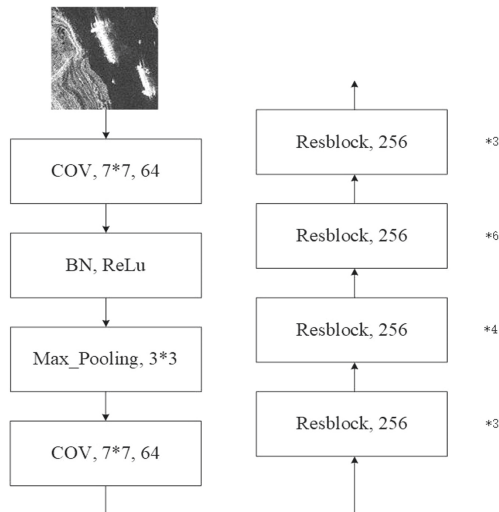 COV, 7*7, 64
BN, ReLu
Max_Pooling, 3*3
COV, 7*7, 64
Resblock, 256 *3
Resblock, 256 *6
Resblock, 256 *4
Resblock, 256 *3